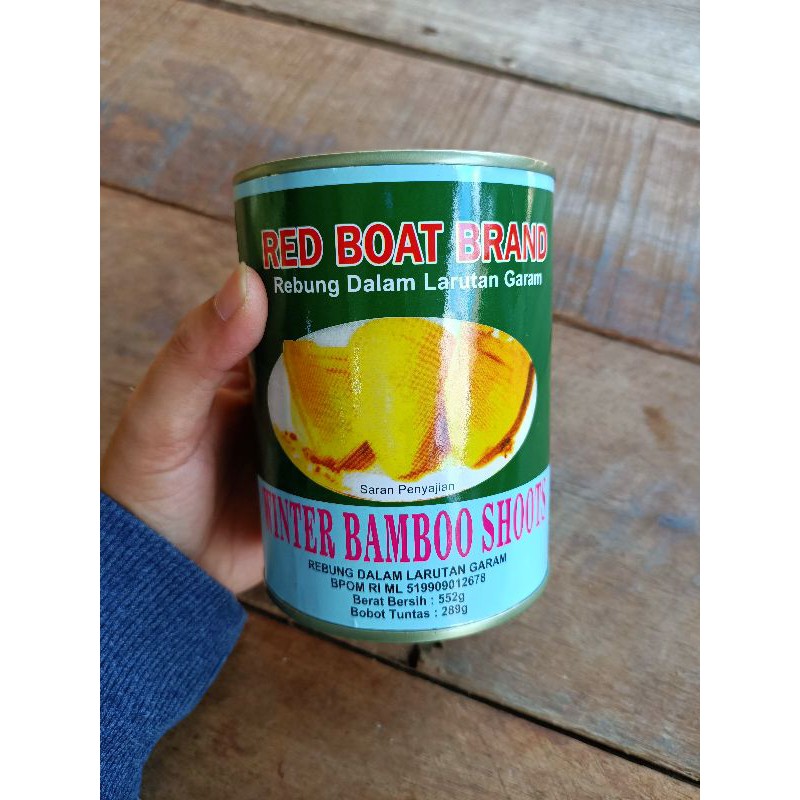 RED BOAT BRAND
Rebung Dalam Larutan Garam
Saran Penyajian
WINTER BAMBOO SHOOTS
REBUNG DALAM LARUTAN GARAM
BPOM RI ML 519909012678
Berat Bersih : 552g
Bobot Tuntas : 289g